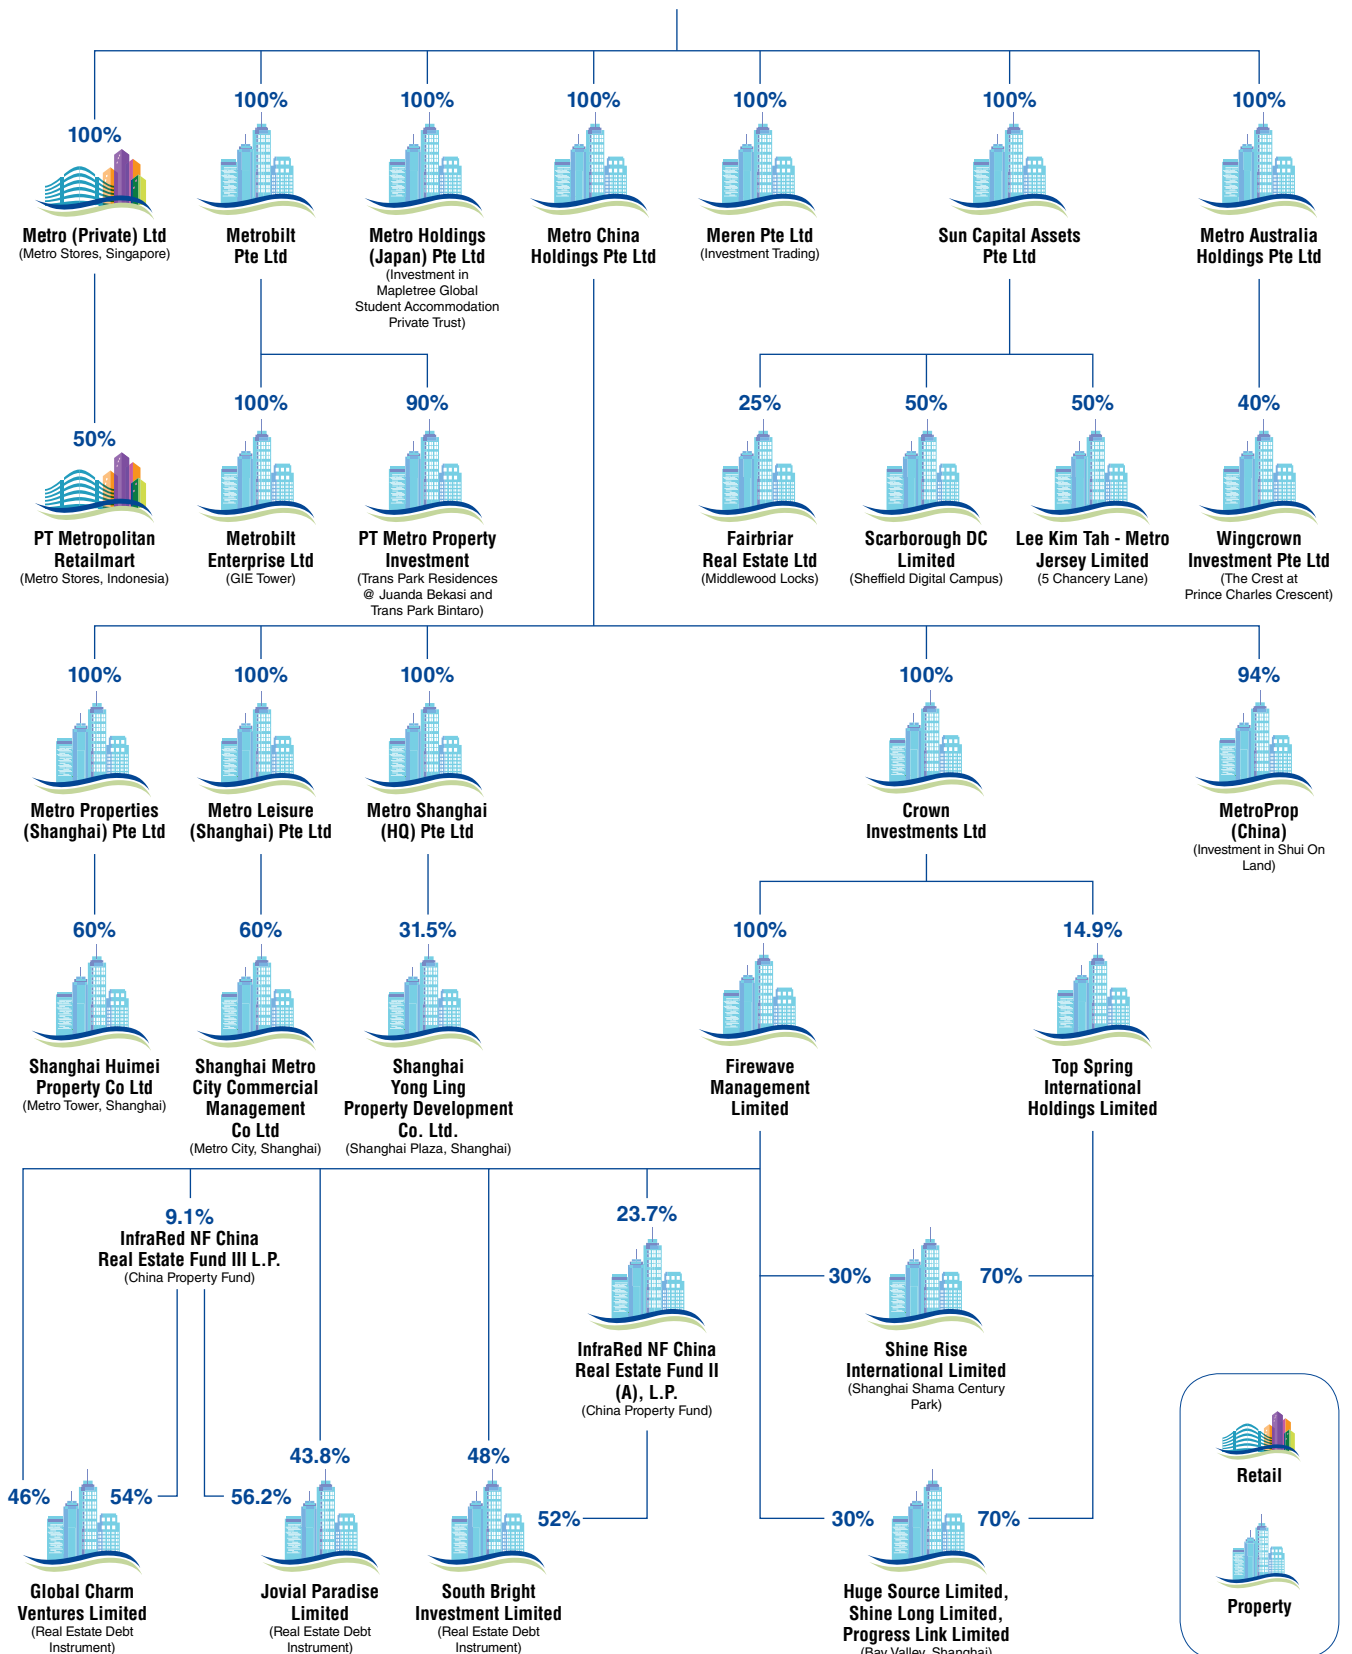 100%
Metro (Private) Ltd
(Metro Stores, Singapore)
100%
Metrobilt
Pte Ltd
100%
Metro Holdings
(Japan) Pte Ltd
(Investment in
Mapletree Global
Student Accommodation
Private Trust)
100%
Metro China
Holdings Pte Ltd
100%
Meren Pte Ltd
(Investment Trading)
100%
Sun Capital Assets
Pte Ltd
100%
Metro Australia
Holdings Pte Ltd
50%
PT Metropolitan
Retailmart
(Metro Stores, Indonesia)
100%
Metrobilt
Enterprise Ltd
(GIE Tower)
90%
PT Metro Property
Investment
(Trans Park Residences
@ Juanda Bekasi and
Trans Park Bintaro)
25%
Fairbriar
Real Estate Ltd
(Middlewood Locks)
50%
Scarborough DC
Limited
(Sheffield Digital Campus)
50%
Lee Kim Tah - Metro
Jersey Limited
(5 Chancery Lane)
40%
Wingcrown
Investment Pte Ltd
(The Crest at
Prince Charles Crescent)
100%
Metro Properties
(Shanghai) Pte Ltd
100%
Metro Leisure
(Shanghai) Pte Ltd
100%
Metro Shanghai
(HQ) Pte Ltd
100%
Crown
Investments Ltd
94%
MetroProp
(China)
(Investment in Shui On
Land)
60%
Shanghai Huimei
Property Co Ltd
(Metro Tower, Shanghai)
60%
Shanghai Metro
City Commercial
Management
Co Ltd
(Metro City, Shanghai)
31.5%
Shanghai
Yong Ling
Property Development
Co. Ltd.
(Shanghai Plaza, Shanghai)
100%
Firewave
Management
Limited
14.9%
Top Spring
International
Holdings Limited
9.1%
InfraRed NF China
Real Estate Fund III L.P.
(China Property Fund)
23.7%
InfraRed NF China
Real Estate Fund II
(A), L.P.
(China Property Fund)
30%
70%
Shine Rise
International Limited
(Shanghai Shama Century
Park)
46%
54%
Global Charm
Ventures Limited
(Real Estate Debt
Instrument)
43.8%
56.2%
Jovial Paradise
Limited
(Real Estate Debt
Instrument)
48%
52%
South Bright
Investment Limited
(Real Estate Debt
Instrument)
30%
70%
Huge Source Limited,
Shine Long Limited,
Progress Link Limited
(Bay Valley, Shanghai)
Retail
Property